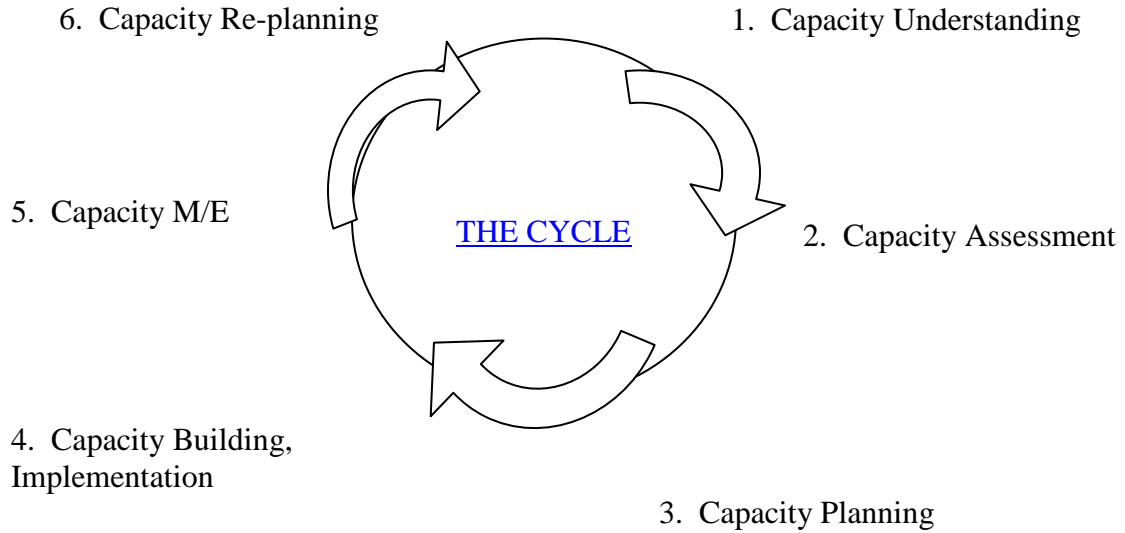 6. Capacity Re-planning
1. Capacity Understanding
5. Capacity M/E
THE CYCLE
2. Capacity Assessment
4. Capacity Building,
Implementation
3. Capacity Planning